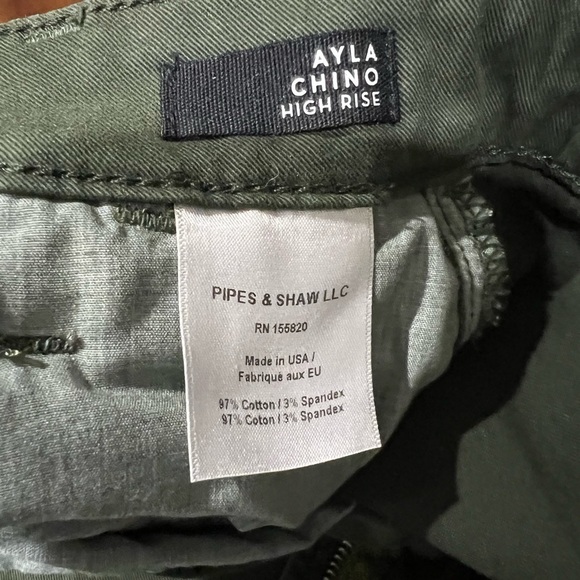 AYLA
CHINO
HIGH RISE
PIPES & SHAW LLC
RN 155820
Made in USA /
Fabriqué aux EU
97% Cotton / 3% Spandex
97% Coton / 3% Spandex